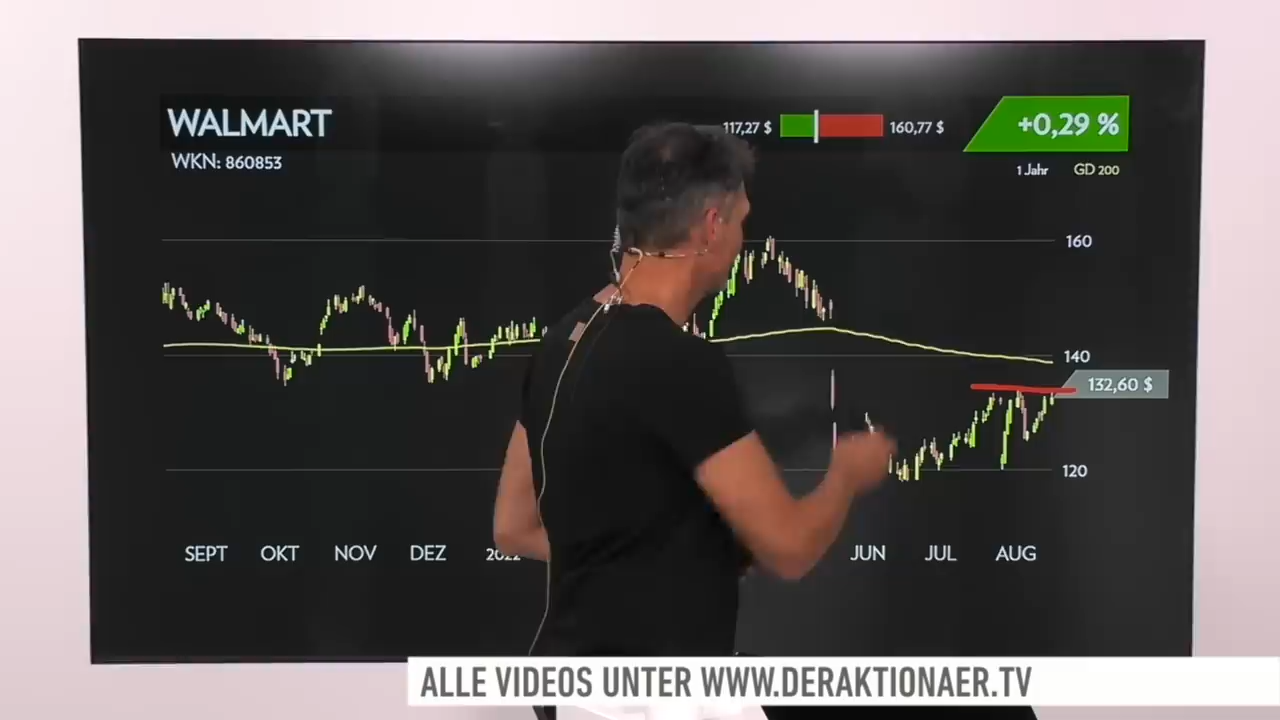 WALMART
WKN: 860853
117,27 $
160,77 $
+0,29 %
1 Jahr GD 200
160
140
132,60 $
120
SEPT OKT NOV DEZ 2022 JUN JUL AUG
ALLE VIDEOS UNTER WWW.DERAKTIONAER.TV